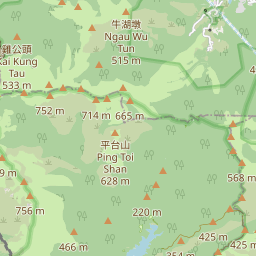 牛湖墩
Ngau Wu
Tun
515 m
雞公頭
Kai Kung
Tau
533 m
752 m
714 m
665 m
平台山
Ping Toi
Shan
628 m
568 m
756 m
220 m
466 m
425 m
425 m